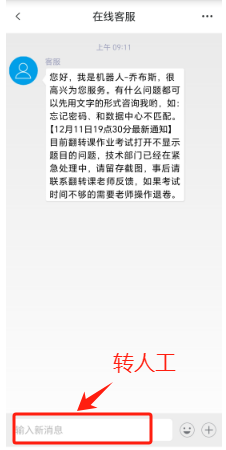 在线客服
上午 09:11
客服
您好，我是机器人-乔布斯，很
高兴为您服务。有什么问题都可
以先用文字的形式咨询我哟，如:
忘记密码、和数据中心不匹配。
【12月11日19点30分最新通知】
目前翻转课作业考试打开不显示
题目的问题，技术部门已经在紧
急处理中，请留存截图，事后请
联系翻转课老师反馈，如果考试
时间不够的需要老师操作退卷。
转人工
输入新消息